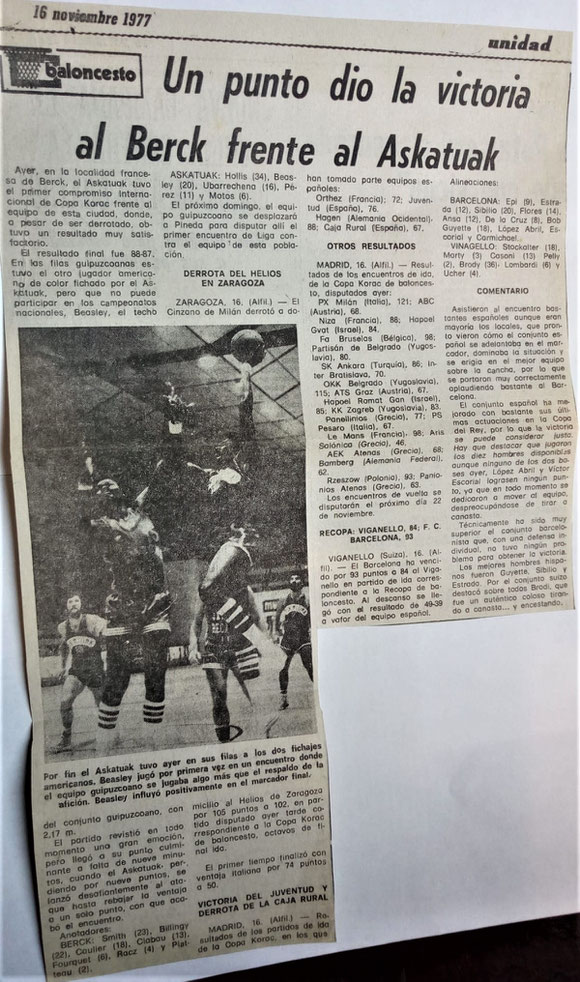 16 noviembre 1977
unidad
baloncesto
Un punto dio la victoria
al Berck frente al Askatuak
Ayer, en la localidad france-
sa de Berck, el Askatuak tuvo
el primer compromiso interna-
cional de Copa Korac frente al
equipo de esta ciudad, donde,
a pesar de ser derrotado, ob-
tuvo un resultado muy satis-
factorio.
El resultado final fue 88-87.
En las filas guipuzcoanas es-
tuvo el otro jugador america-
no de color fichado por el As-
katuak, pero que no puede
participar en los campeonatos
nacionales, Beasley, el techo
Por fin el Askatuak tuvo ayer en sus filas a los dos fichajes
americanos. Beasley jugó por primera vez en un encuentro donde
el equipo guipuzcoano se jugaba algo más que el respaldo de la
afición. Beasley influyó positivamente en el marcador final.
del conjunto guipuzcoano, con
2,17 m.
El partido revistió en todo
momento una gran emoción,
pero llegó a su punto culmi-
nante a falta de nueve minu-
tos, cuando el Askatuak, per-
diendo por nueve puntos, se
lanzó desafiantemente al ata-
que hasta rebajar la ventaja
a un solo punto, con que aca-
bó el encuentro.
Anotadores:
BERCK: Smith (23), Billingy
(22), Caulier (18), Ciabau (13),
Fourquet (6), Racz (4) y Plat-
teau (2).
ASKATUAK: Hollis (34), Beas-
ley (20), Ubarrechena (16), Pé-
rez (11) y Matos (6).
El próximo domingo, el equi-
po guipuzcoano se desplazará
a Pineda para disputar allí el
primer encuentro de Liga con-
tra el equipo de esta pobla-
ción.
DERROTA DEL HELIOS
EN ZARAGOZA
ZARAGOZA, 16. (Alfil.) — El
Cinzano de Milán derrotó a do-
micilio al Helios de Zaragoza
por 105 puntos a 102, en par-
tido disputado ayer tarde co-
rrespondiente a la Copa Korac
de baloncesto, octavos de fi-
nal ida.
El primer tiempo finalizó con
ventaja italiana por 74 puntos
a 50.
VICTORIA DEL JUVENTUD Y
DERROTA DE LA CAJA RURAL
MADRID, 16. (Alfil.) — Re-
sultados de los partidos de ida
de la Copa Korac, en los que
han tomado parte equipos es-
pañoles:
Orthez (Francia); 72; Juven-
tud (España), 76.
Hagen (Alemania Ocidental),
88; Caja Rural (España), 67.
OTROS RESULTADOS
MADRID, 16. (Alfil.) — Resul-
tados de los encuentros de ida,
de la Copa Korac de balonces-
to, disputados ayer:
PX Milán (Italia), 121; ABC
(Austria), 68.
Niza (Francia), 88; Hapoel
Gvat (Israel), 84.
Fa Bruselas (Bélgica), 98;
Partisán de Belgrado (Yugos-
lavia), 80.
SK Ankara (Turquía), 86; In-
ter Bratislava, 70.
OKK Belgrado (Yugoslavia),
115; ATS Graz (Austria), 67.
Hapoel Ramat Gan (Israel),
85; KK Zagreb (Yugoslavia), 83.
Panellinios (Grecia), 77; PS
Pesaro (Italia), 67.
Le Mans (Francia), 98; Aris
Salónica (Grecia), 46.
AEK Atenas (Grecia), 68;
Bamberg (Alemania Federal),
62.
Rzeszow (Polonia), 93; Panio-
nios Atenas (Grecia), 63.
Los encuentros de vuelta se
disputarán el próximo día 22
de noviembre.
RECOPA: VIGANELLO, 84; F. C.
BARCELONA, 93
VIGANELLO (Suiza), 16. (Al-
fil). — El Barcelona ha venci-
do por 93 puntos a 84 al Viga-
nello en partido de ida corres-
pondiente a la Recopa de ba-
loncesto. Al descanso se lle-
gó con el resultado de 49-39
a vafor del equipo español.
Alineaciones:
BARCELONA: Epi (9), Estra-
da (12), Sibilio (20), Flores (14),
Ansa (12), De la Cruz (8), Bob
Guyette (18), López Abril, Es-
corial y Carmichael.
VINAGELLO: Stockalter (18),
Marty (3) Casoni (13) Pelly
(2), Brady (36) Lombardi (6) y
Ucher (4).
COMENTARIO
Asistieron al encuentro bas-
tantes españoles aunque eran
mayoría los locales, que pron-
to vieron cómo el conjunto es-
pañol se adelantaba en el mar-
cador, dominaba la situación y
se erigía en el mejor equipo
sobre la cancha, por lo que
se portaron muy correctamente
aplaudiendo bastante al Bar-
celona.
El conjunto español ha me-
jorado con bastante sus últi-
mas actuaciones en la Copa
del Rey, por lo que la victoria
se puede considerar justa.
Hay que destacar que jugaron
los diez hombres disponibles
aunque ninguno de los dos ba-
ses ayer, López Abril y Víctor
Escorial lograsen ningún pun-
to, ya que en todo momento se
dedicaron a mover al equipo,
despreocupándose de tirar a
canasta.
Técnicamente ha sido muy
superior el conjunto barcelo-
nista que, con una defensa in-
dividual, no tuvo ningún pro-
blema para obtener la victoria.
Los mejores hombres hispa-
nos fueron Guyette, Sibilio y
Estrada. Por el conjunto suizo
destacó sobre todos Bradi, que
fue un auténtico coloso tiran-
do a canasta... y encestando.